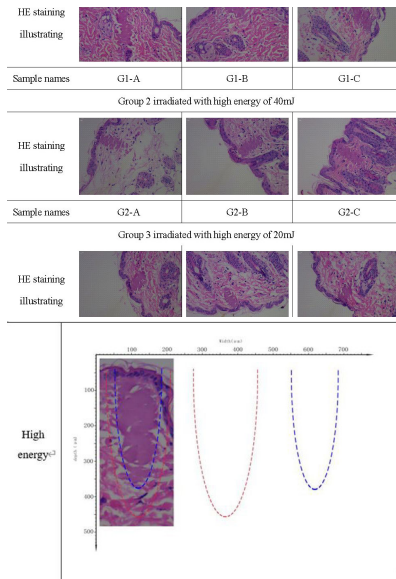 HE staining
illustrating
Sample names G1-A G1-B G1-C
Group 2 irradiated with high energy of 40mJ
HE staining
illustrating
Sample names G2-A G2-B G2-C
Group 3 irradiated with high energy of 20mJ
HE staining
illustrating
100 200 300 400 500 600 700
100
200
300
400
500
High
energy↵